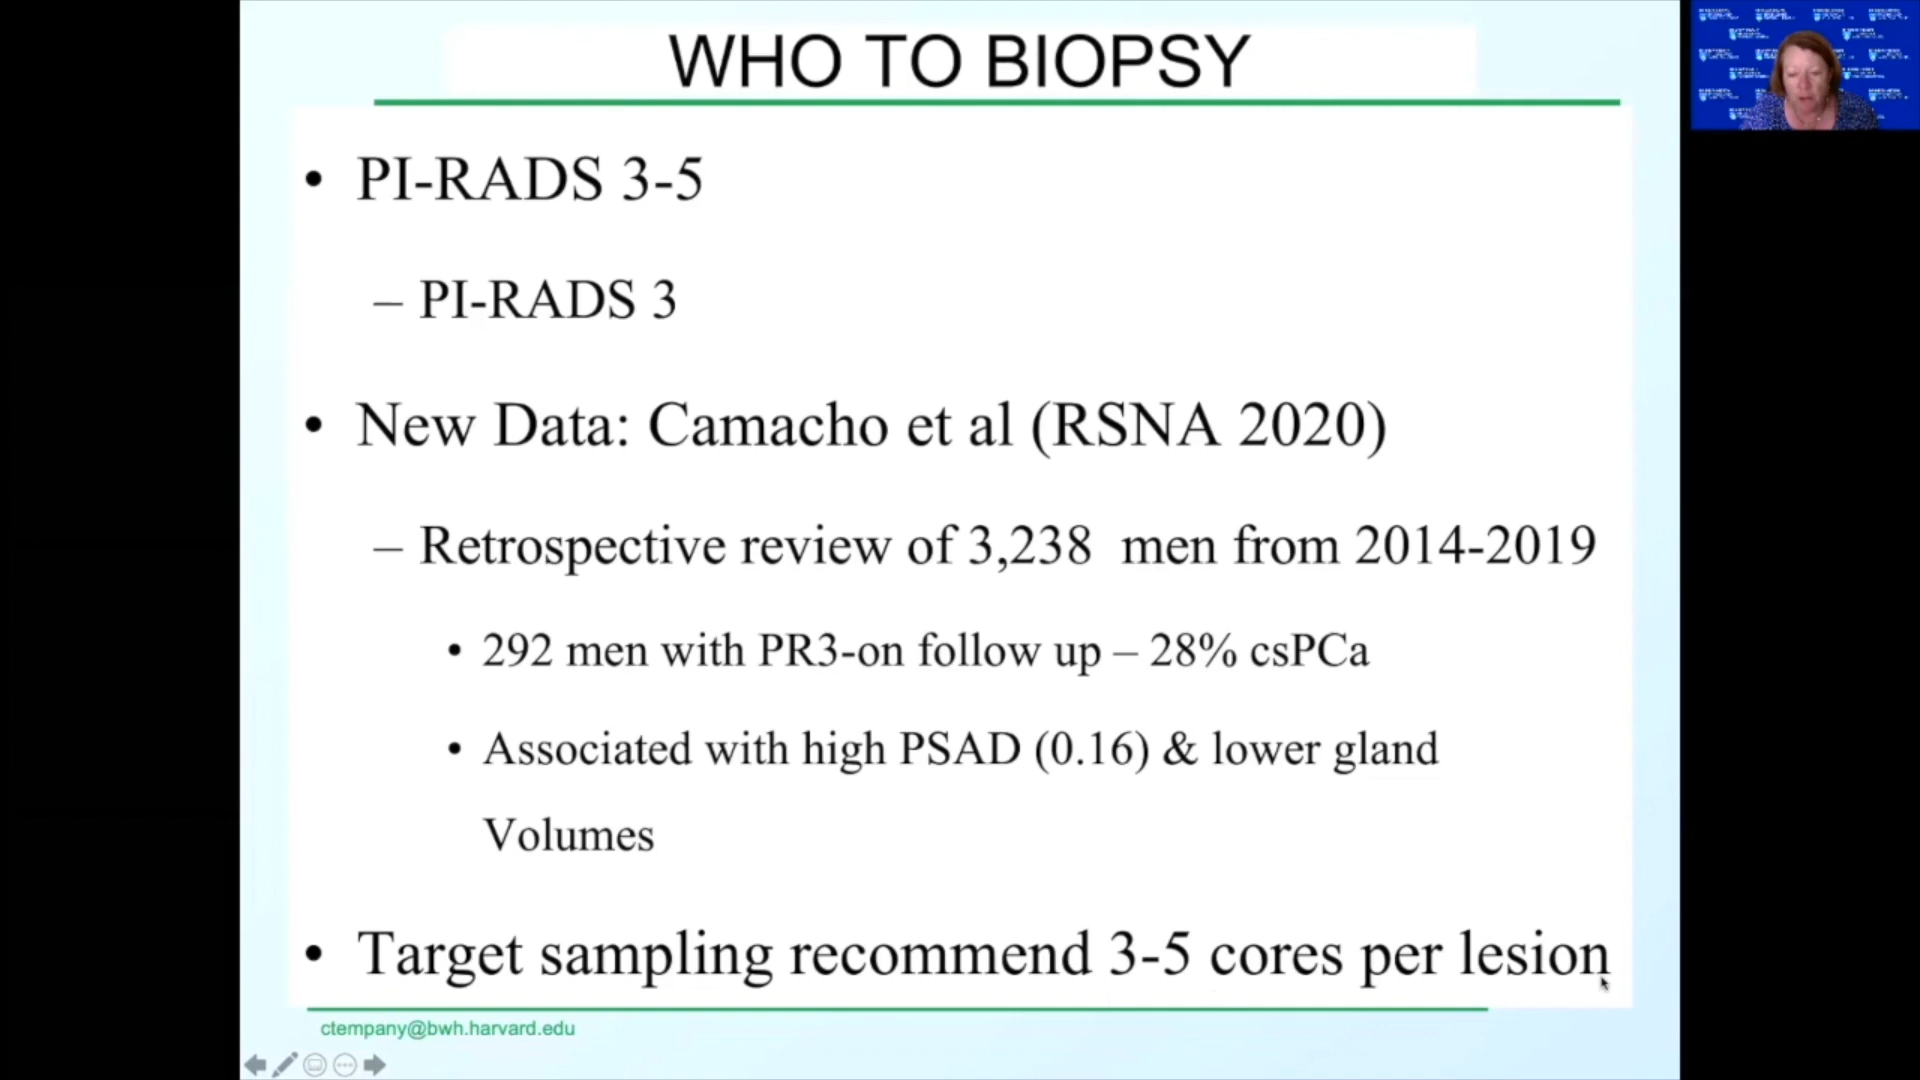 WHO TO BIOPSY
• PI-RADS 3-5
– PI-RADS 3
• New Data: Camacho et al (RSNA 2020)
– Retrospective review of 3,238 men from 2014-2019
• 292 men with PR3-on follow up – 28% csPCa
• Associated with high PSAD (0.16) & lower gland
Volumes
• Target sampling recommend 3-5 cores per lesion
ctempany@bwh.harvard.edu